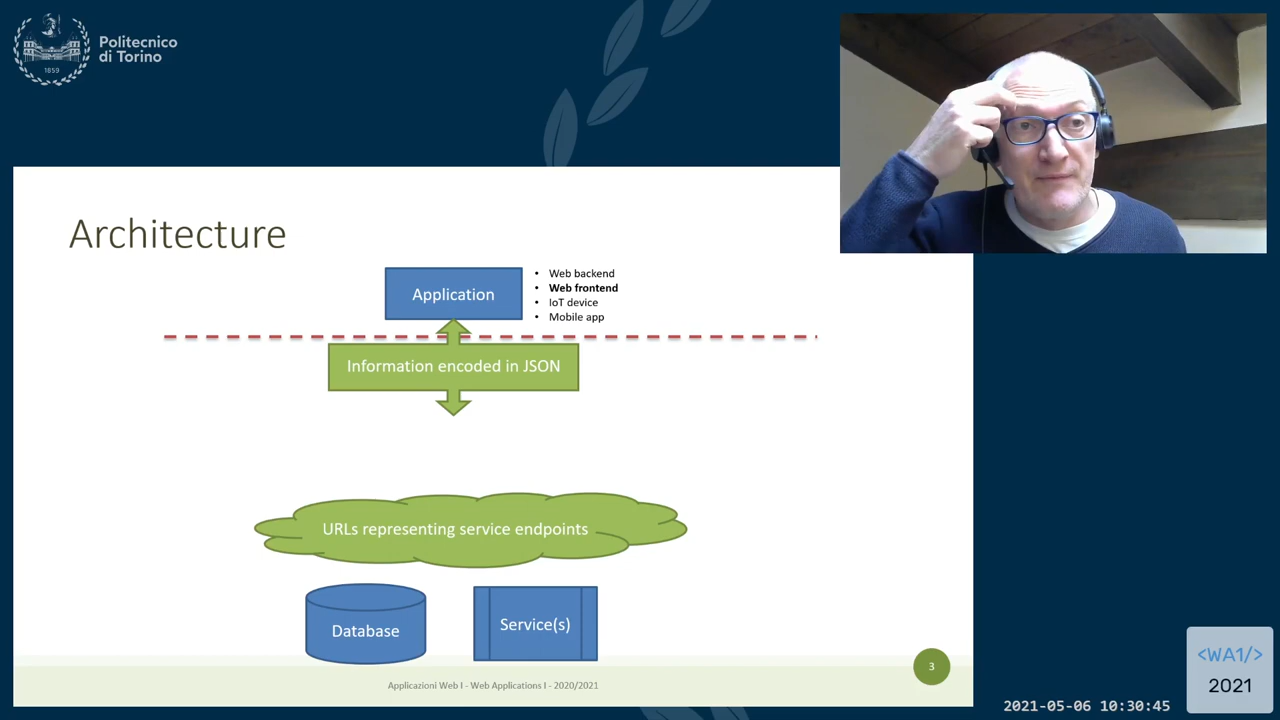 Politecnico
di Torino
1859
Architecture
Application
• Web backend
• Web frontend
• IoT device
• Mobile app
Information encoded in JSON
URLs representing service endpoints
Database
Service(s)
3
Applicazioni Web I - Web Applications I - 2020/2021
<WA1/>
2021
2021-05-06 10:30:45